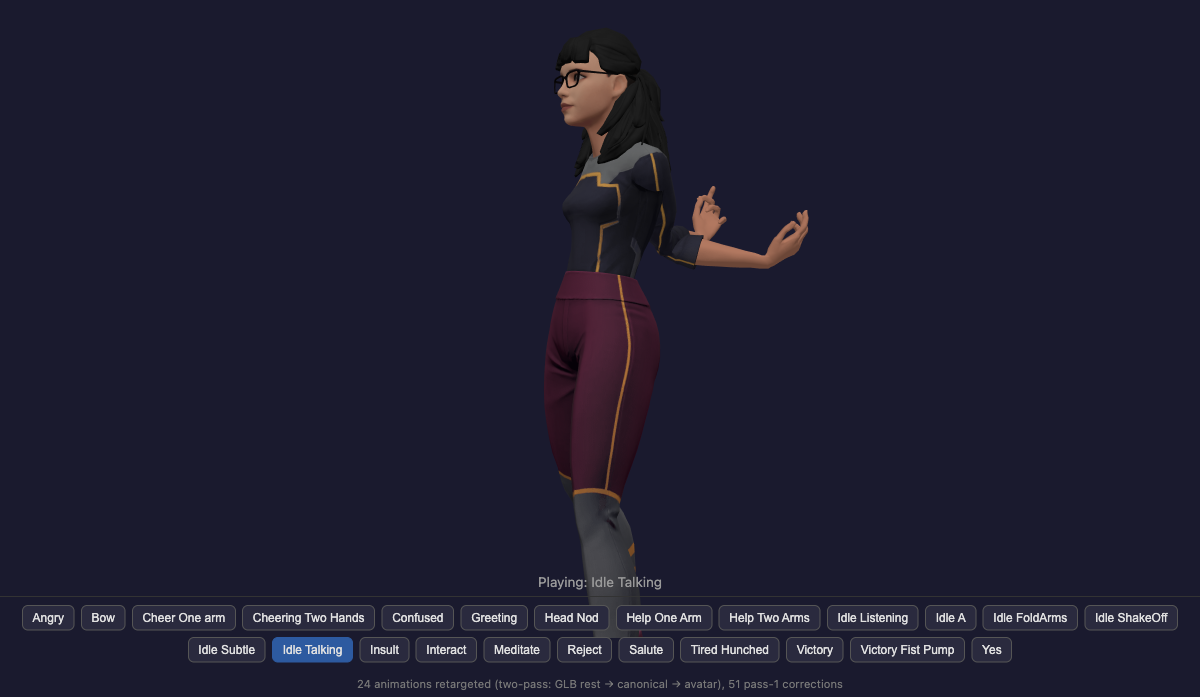 Playing: Idle Talking
Angry Bow Cheer One arm Cheering Two Hands Confused Greeting Head Nod Help One Arm Help Two Arms Idle Listening Idle A Idle FoldArms Idle ShakeOff
Idle Subtle Idle Talking Insult Interact Meditate Reject Salute Tired Hunched Victory Victory Fist Pump Yes
24 animations retargeted (two-pass: GLB rest → canonical → avatar), 51 pass-1 corrections